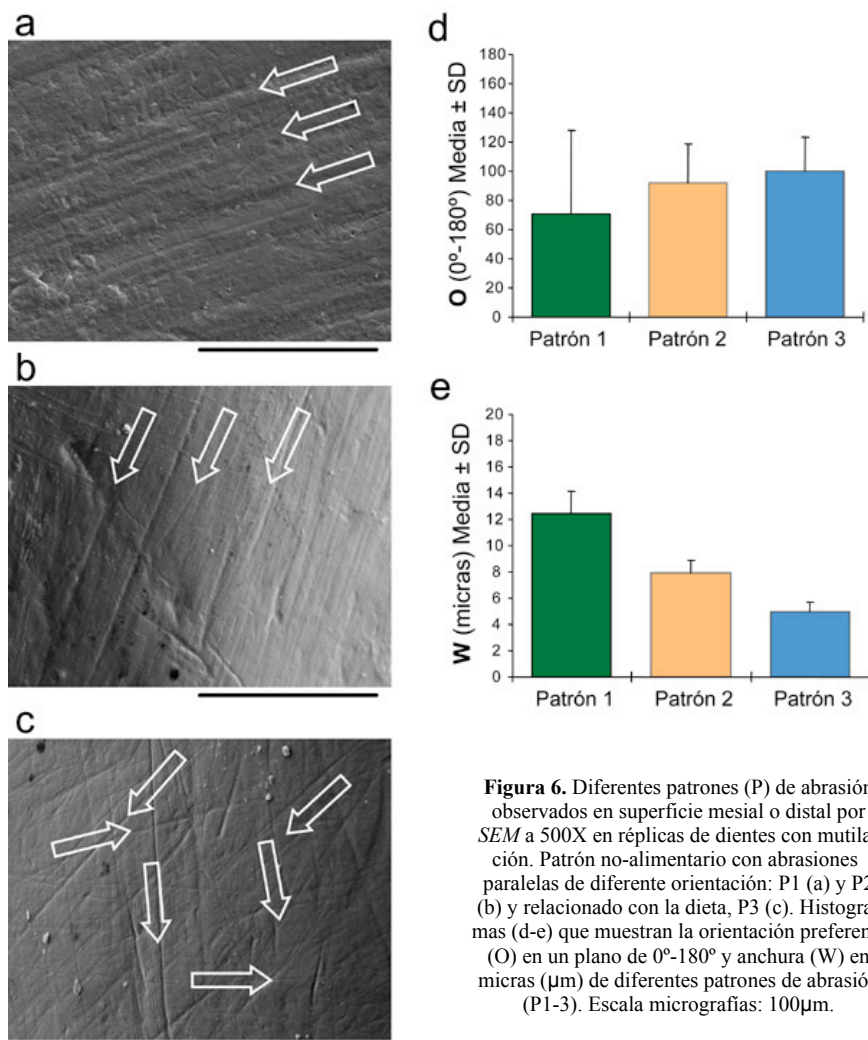 a
b
c
d
O (0º-180º) Media ± SD
180
160
140
120
100
80
60
40
20
0
Patrón 1
Patrón 2
Patrón 3
e
W (micras) Media ± SD
20
18
16
14
12
10
8
6
4
2
0
Patrón 1
Patrón 2
Patrón 3
Figura 6. Diferentes patrones (P) de abrasión
observados en superficie mesial o distal por
SEM a 500X en réplicas de dientes con mutila-
ción. Patrón no-alimentario con abrasiones
paralelas de diferente orientación: P1 (a) y P2
(b) y relacionado con la dieta, P3 (c). Histogra-
mas (d-e) que muestran la orientación preferen
(O) en un plano de 0º-180º y anchura (W) en
micras (µm) de diferentes patrones de abrasió
(P1-3). Escala micrografías: 100µm.